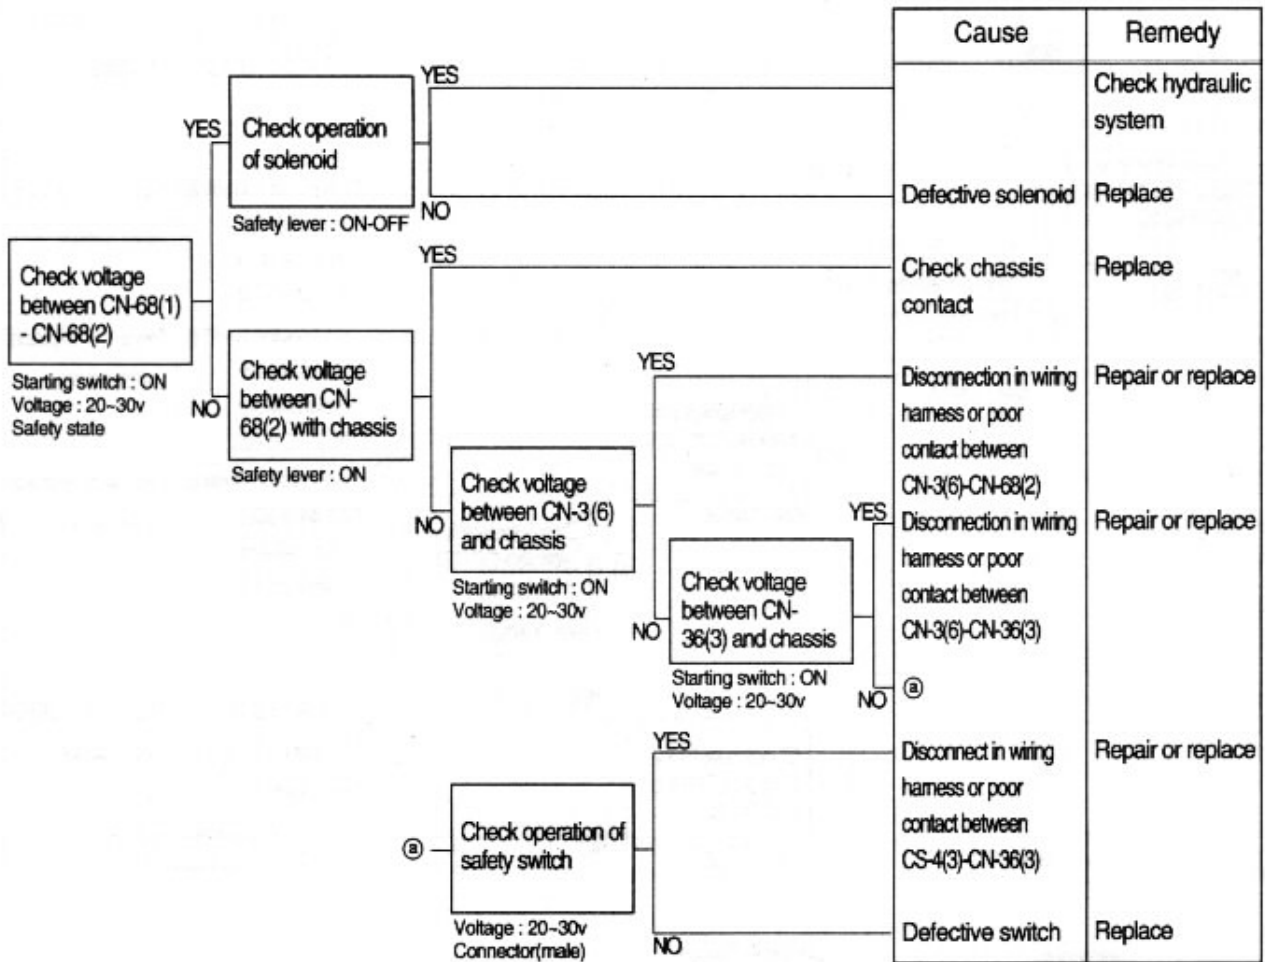 Cause
Remedy
YES
Check hydraulic
system
YES
Check operation
of solenoid
NO
Defective solenoid
Replace
Safety lever : ON-OFF
Check voltage
between CN-68(1)
- CN-68(2)
Starting switch : ON
Voltage : 20~30v
Safety state
YES
Check chassis
contact
Replace
NO
Check voltage
between CN-
68(2) with chassis
Safety lever : ON
YES
Disconnection in wiring
harness or poor
contact between
CN-3(6)-CN-68(2)
Repair or replace
NO
Check voltage
between CN-3(6)
and chassis
Starting switch : ON
Voltage : 20~30v
YES
Disconnection in wiring
harness or poor
contact between
CN-3(6)-CN-36(3)
Repair or replace
NO
Check voltage
between CN-
36(3) and chassis
Starting switch : ON
Voltage : 20~30v
NO
ⓐ
YES
Disconnect in wiring
harness or poor
contact between
CS-4(3)-CN-36(3)
Repair or replace
ⓐ
Check operation of
safety switch
Voltage : 20~30v
Connector(male)
NO
Defective switch
Replace